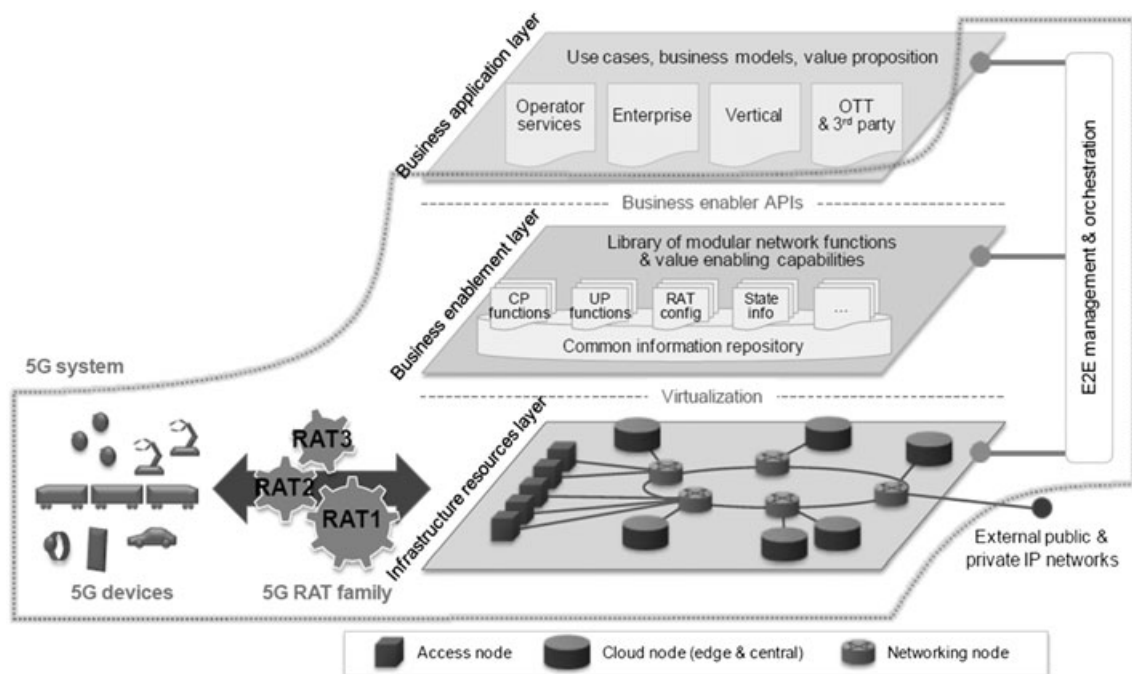 Business application layer
Use cases, business models, value proposition
Operator
services
Enterprise
Vertical
OTT
& 3rd party
Business enabler APIs
Business enablement layer
Library of modular network functions
& value enabling capabilities
CP
functions
UP
functions
RAT
config
State
info
...
Common information repository
E2E management & orchestration
Virtualization
5G system
RAT3
RAT2
RAT1
5G devices
5G RAT family
Infrastructure resources layer
External public &
private IP networks
Access node
Cloud node (edge & central)
Networking node